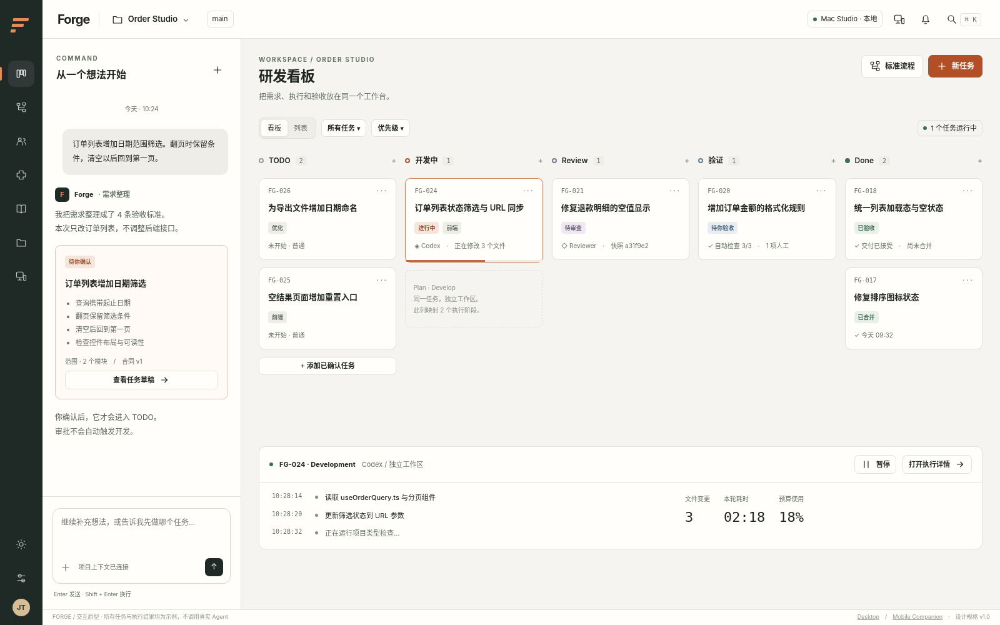 Forge
Order Studio
main
Mac Studio · 本地
⌘ K
COMMAND
从一个想法开始
今天 · 10:24
订单列表增加日期范围筛选。翻页时保留条
件，清空以后回到第一页。
F
Forge · 需求整理
我把需求整理成了 4 条验收标准。
本次只改订单列表，不调整后端接口。
待你确认
订单列表增加日期筛选
• 查询携带起止日期
• 翻页保留筛选条件
• 清空后回到第一页
• 检查控件布局与可读性
范围 · 2 个模块 / 合同 v1
查看任务草稿 →
你确认后，它才会进入 TODO。
审批不会自动触发开发。
继续补充想法，或告诉我先做哪个任务...
项目上下文已连接
Enter 发送 · Shift + Enter 换行
JT
WORKSPACE / ORDER STUDIO
研发看板
把需求、执行和验收放在同一个工作台。
标准流程
+ 新任务
看板
列表
所有任务 ▾
优先级 ▾
1 个任务运行中
TODO 2 +
FG-026 ···
为导出文件增加日期命名
优化
未开始 · 普通
FG-025 ···
空结果页面增加重置入口
前端
未开始 · 普通
+ 添加已确认任务
开发中 1 +
FG-024 ···
订单列表状态筛选与 URL 同步
进行中 前端
◈ Codex · 正在修改 3 个文件
Plan · Develop
同一任务，独立工作区。
此列映射 2 个执行阶段。
Review 1 +
FG-021 ···
修复退款明细的空值显示
待审查
◇ Reviewer · 快照 a31f9e2
验证 1 +
FG-020 ···
增加订单金额的格式化规则
待你验收
✓ 自动检查 3/3 · 1 项人工
Done 2 +
FG-018 ···
统一列表加载态与空状态
已验收
✓ 交付已接受 · 尚未合并
FG-017 ···
修复排序图标状态
已合并
✓ 今天 09:32
FG-024 · Development Codex / 独立工作区
暂停
打开执行详情 →
10:28:14 读取 useOrderQuery.ts 与分页组件
10:28:20 更新筛选状态到 URL 参数
10:28:32 正在运行项目类型检查...
文件变更
3
本轮耗时
02:18
预算使用
18%
FORGE / 交互原型 · 所有任务与执行结果均为示例，不调用真实 Agent
Desktop / Mobile Companion · 设计规格 v1.0